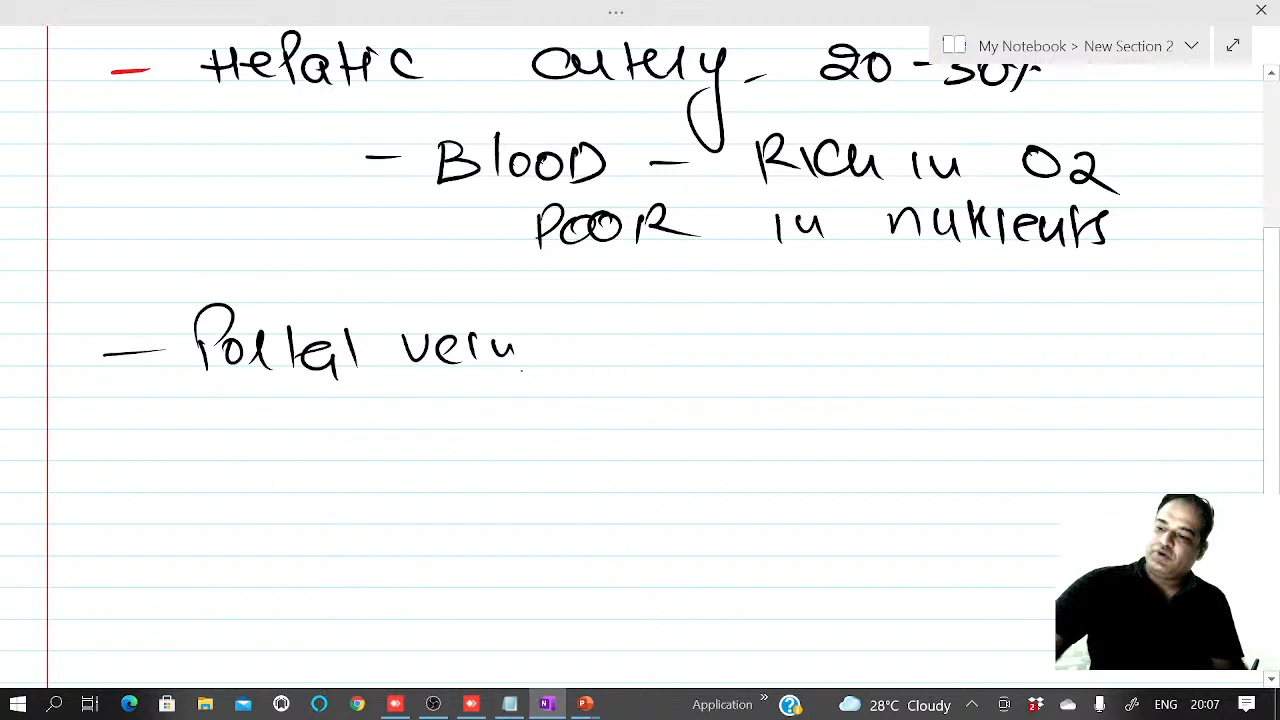 ...
My Notebook > New Section 2
- Hepatic artery - 20-30%
- BlooD - Rich in O2
POOR in nutrients
- Portal vein
Application
»
28°C Cloudy
ENG
20:07